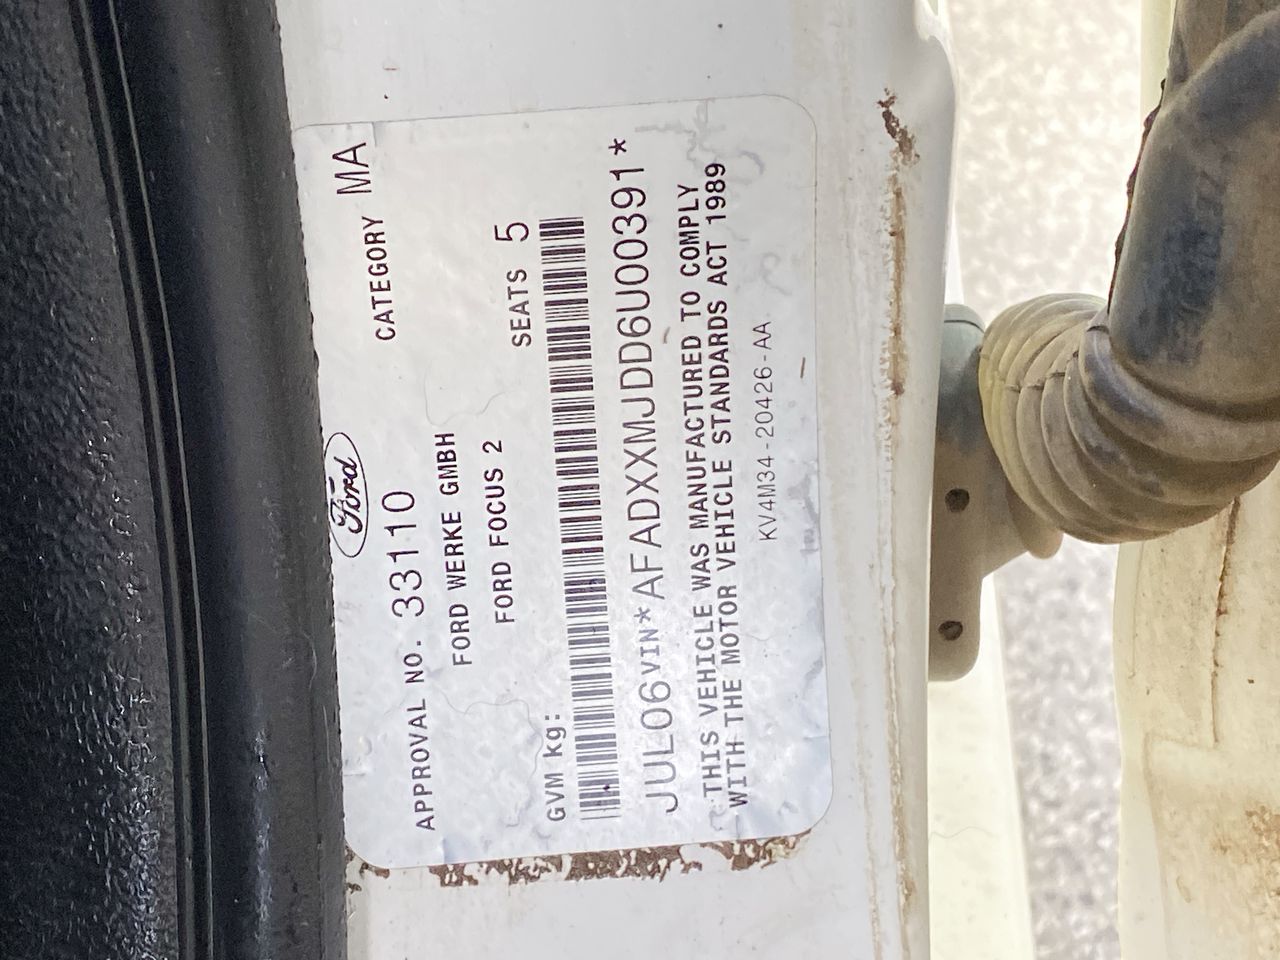 Ford
APPROVAL NO. 33110 CATEGORY MA
FORD WERKE GMBH
FORD FOCUS 2
GVM kg: SEATS 5
JUL06 VIN*AFADXXMJDD6U00391*
THIS VEHICLE WAS MANUFACTURED TO COMPLY
WITH THE MOTOR VEHICLE STANDARDS ACT 1989
KV4M34-20426-AA